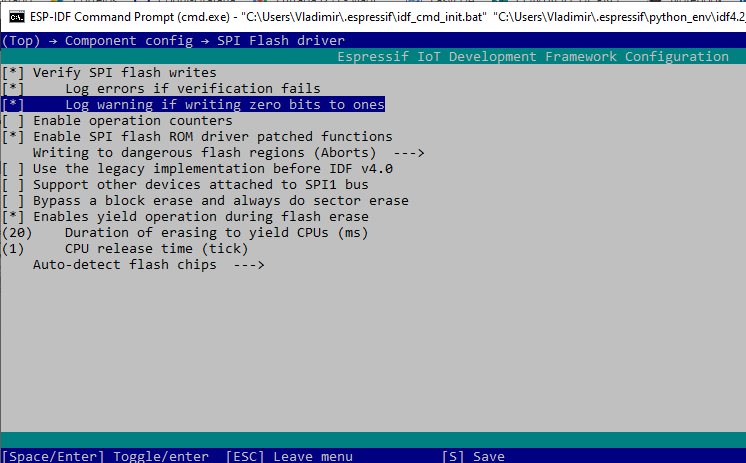 ESP-IDF Command Prompt (cmd.exe) - "C:\Users\Vladimir\.espressif\idf_cmd_init.bat" "C:\Users\Vladimir\.espressif\python_env\idf4.2_
(Top) → Component config → SPI Flash driver
Espressif IoT Development Framework Configuration
[*] Verify SPI flash writes
[*]     Log errors if verification fails
[*]     Log warning if writing zero bits to ones
[ ] Enable operation counters
[*] Enable SPI flash ROM driver patched functions
    Writing to dangerous flash regions (Aborts)  --->
[ ] Use the legacy implementation before IDF v4.0
[ ] Support other devices attached to SPI1 bus
[ ] Bypass a block erase and always do sector erase
[*] Enables yield operation during flash erase
(20)    Duration of erasing to yield CPUs (ms)
(1)     CPU release time (tick)
    Auto-detect flash chips  --->
[Space/Enter] Toggle/enter  [ESC] Leave menu           [S] Save